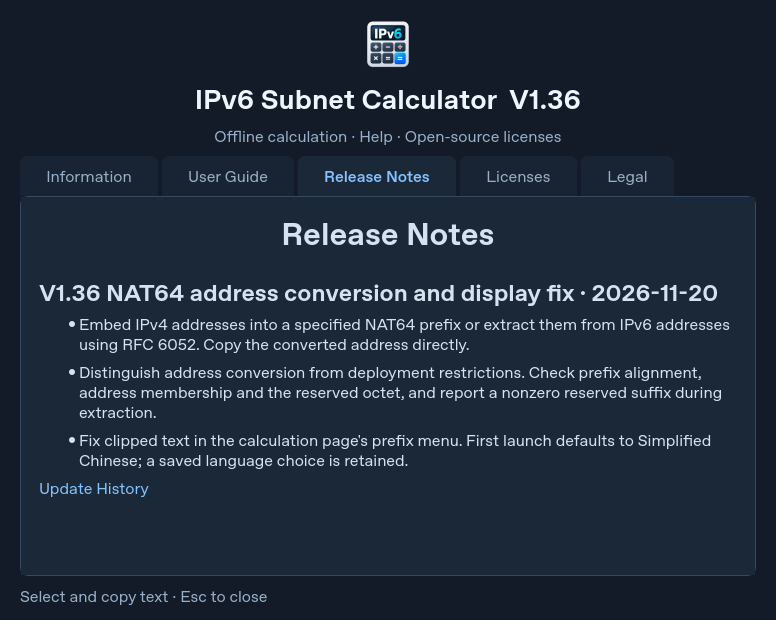 IPv6
+ − ÷
× = =
IPv6 Subnet Calculator V1.36
Offline calculation · Help · Open-source licenses
Information User Guide Release Notes Licenses Legal
Release Notes
V1.36 NAT64 address conversion and display fix · 2026-11-20
• Embed IPv4 addresses into a specified NAT64 prefix or extract them from IPv6 addresses
using RFC 6052. Copy the converted address directly.
• Distinguish address conversion from deployment restrictions. Check prefix alignment,
address membership and the reserved octet, and report a nonzero reserved suffix during
extraction.
• Fix clipped text in the calculation page's prefix menu. First launch defaults to Simplified
Chinese; a saved language choice is retained.
Update History
Select and copy text · Esc to close